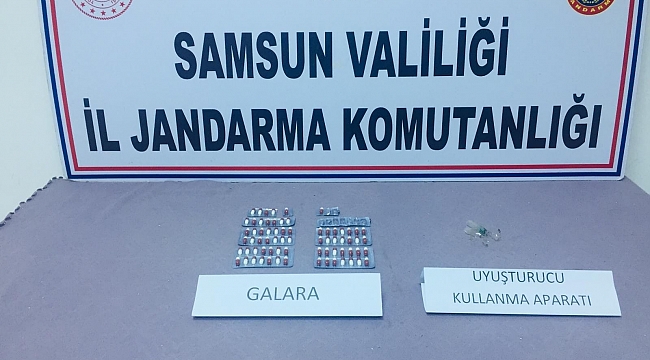 SAMSUN VALİLİĞİ
İL JANDARMA KOMUTANLIĞI
GALARA
UYUŞTURUCU
KULLANMA APARATI